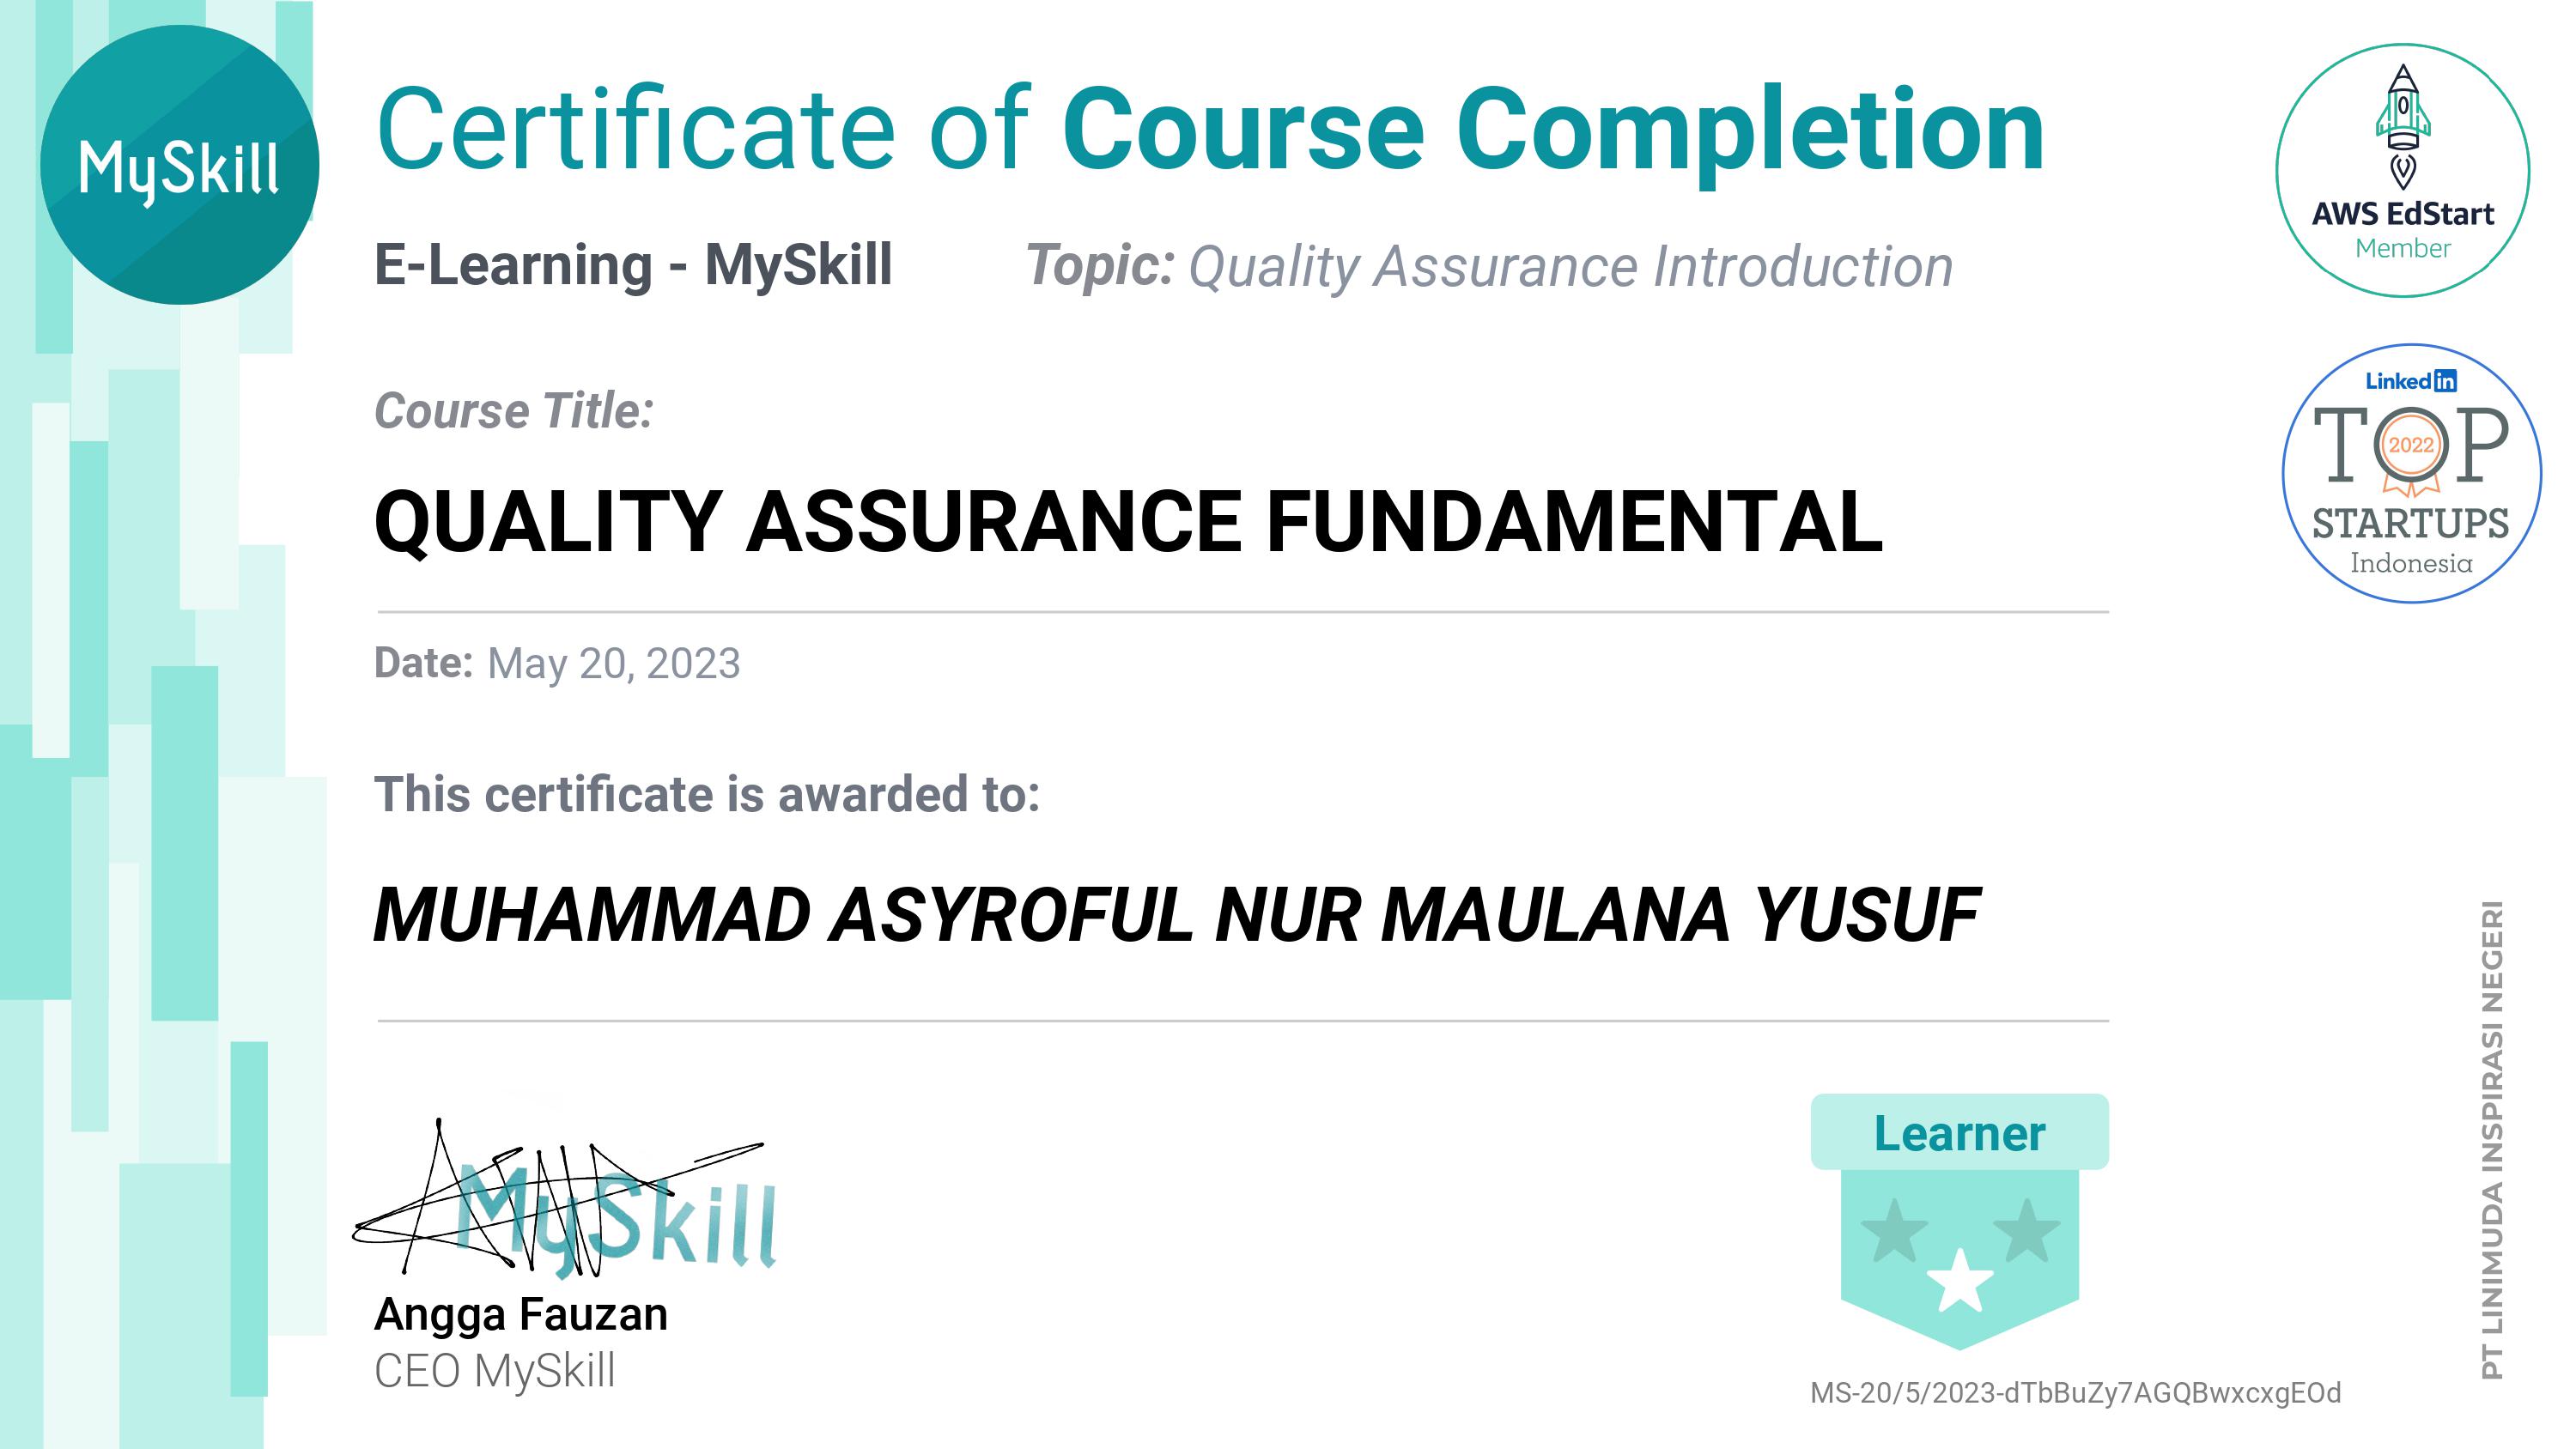 MySkill
Certificate of Course Completion
E-Learning - MySkill
Topic: Quality Assurance Introduction
AWS EdStart
Member
Linked in
TOP
2022
STARTUPS
Indonesia
Course Title:
QUALITY ASSURANCE FUNDAMENTAL
Date: May 20, 2023
This certificate is awarded to:
MUHAMMAD ASYROFUL NUR MAULANA YUSUF
MySkill
Angga Fauzan
CEO MySkill
Learner
MS-20/5/2023-dTbBuZy7AGQBwxcxgEOd
PT LINIMUDA INSPIRASI NEGERI